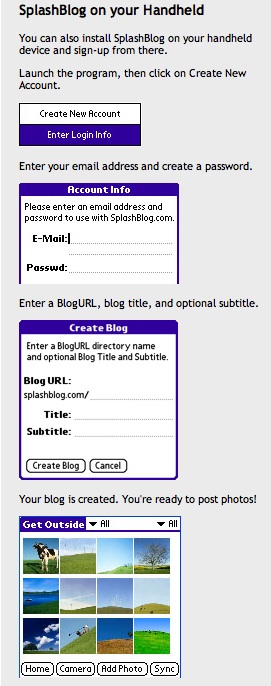 SplashBlog on your Handheld
You can also install SplashBlog on your handheld
device and sign-up from there.
Launch the program, then click on Create New
Account.
Create New Account
Enter Login Info
Enter your email address and create a password.
Account Info
Please enter an email address and
password to use with SplashBlog.com.
E-Mail:
Passwd:
Enter a BlogURL, blog title, and optional subtitle.
Create Blog
Enter a BlogURL directory name
and optional Blog Title and Subtitle.
Blog URL:
splashblog.com/
Title:
Subtitle:
Create Blog Cancel
Your blog is created. You're ready to post photos!
Get Outside All All
Home Camera Add Photo Sync